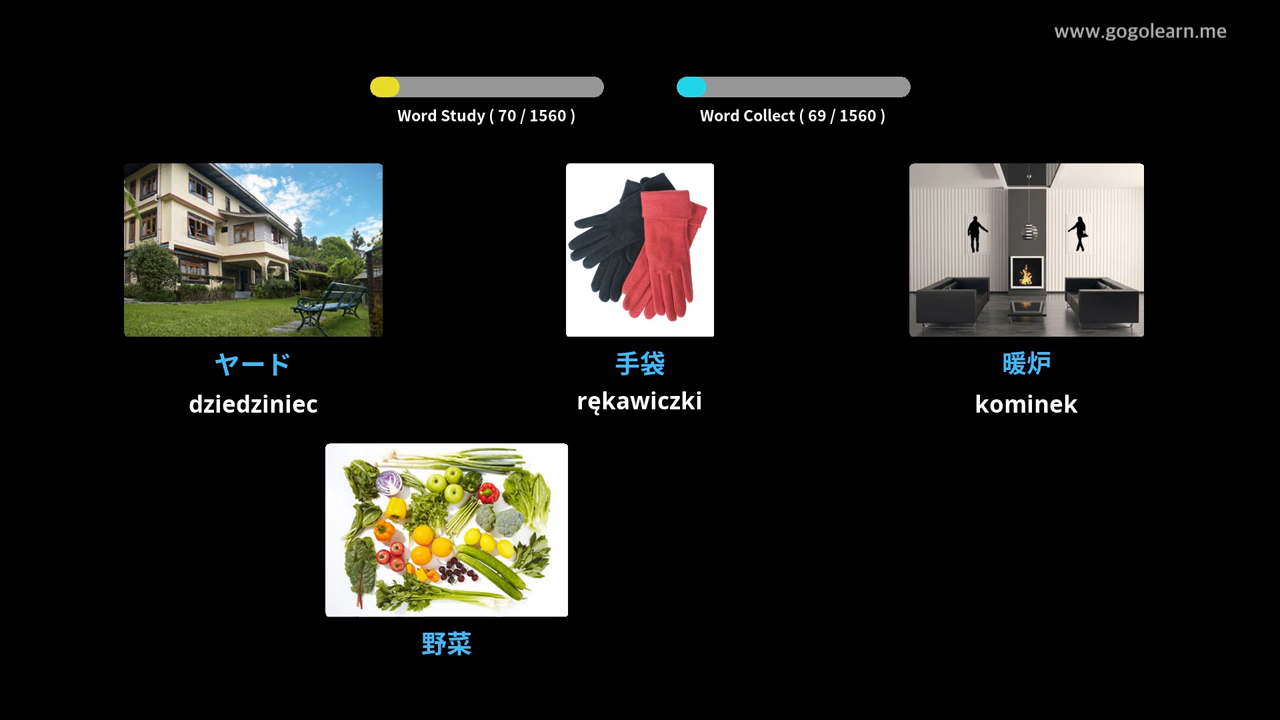 www.gogolearn.me
Word Study ( 70 / 1560 )
Word Collect ( 69 / 1560 )
ヤード
手袋
暖炉
dziedziniec
rękawiczki
kominek
野菜